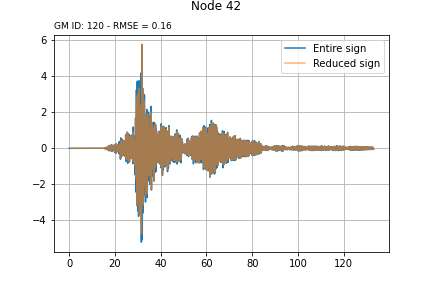 Node 42
GM ID: 120 - RMSE = 0.16
Entire sign
Reduced sign
6
4
2
0
−2
−4
0 20 40 60 80 100 120